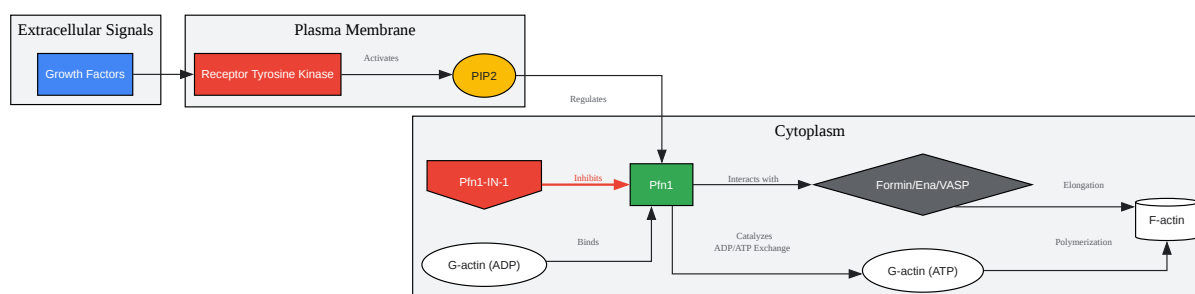 Extracellular Signals
Plasma Membrane
Growth Factors
Receptor Tyrosine Kinase
Activates
PIP2
Regulates
Cytoplasm
Pfn1-IN-1
Inhibits
Pfn1
Interacts with
Formin/Ena/VASP
Elongation
F-actin
G-actin (ADP)
Binds
Catalyzes
ADP/ATP Exchange
G-actin (ATP)
Polymerization